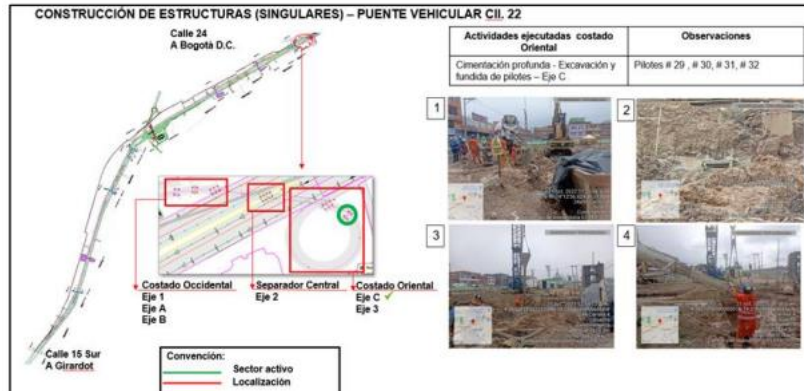 CONSTRUCCIÓN DE ESTRUCTURAS (SINGULARES) – PUENTE VEHICULAR Cll. 22
Calle 24
A Bogotá D.C.
Actividades ejecutadas costado Oriental
Observaciones
Cimentación profunda - Excavación y
fundida de pilotes – Eje C
Pilotes # 29 , # 30, # 31, # 32
1
2
3
4
Costado Occidental
Eje 1
Eje A
Eje B
Separador Central
Eje 2
Costado Oriental
Eje C ✓
Eje 3
Calle 15 Sur
A Girardot
Convención:
Sector activo
Localización